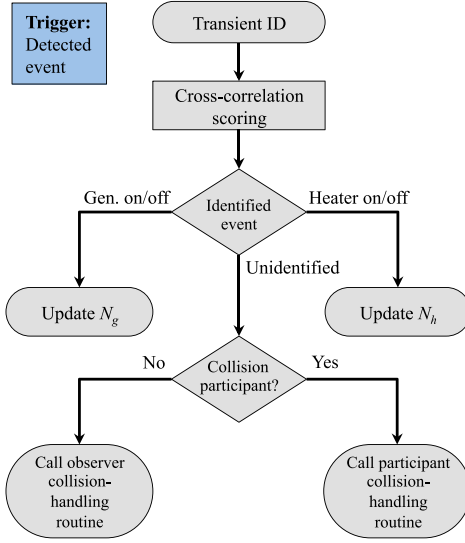 Trigger:
Detected
event
Transient ID
Cross-correlation
scoring
Gen. on/off
Identified
event
Heater on/off
Unidentified
Update N_g
Update N_h
No
Collision
participant?
Yes
Call observer
collision-
handling
routine
Call participant
collision-
handling
routine